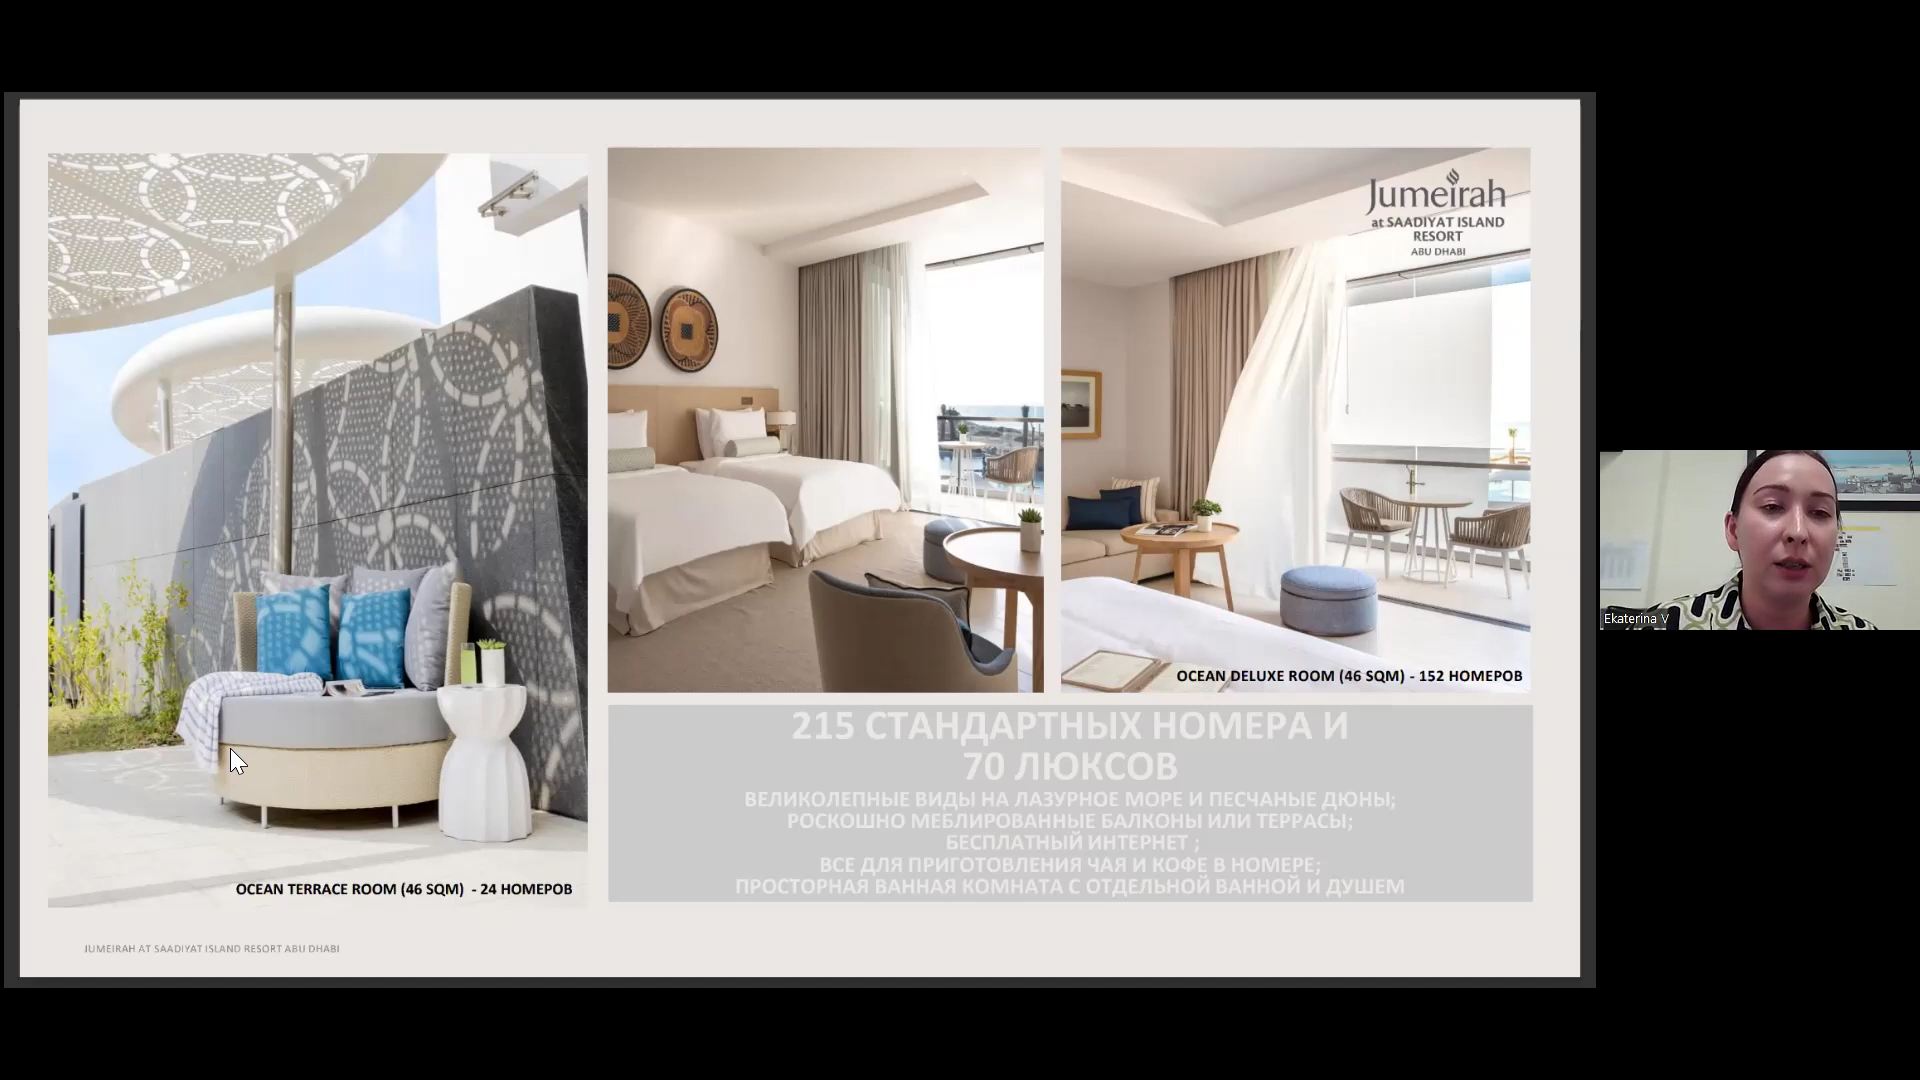 Jumeirah
at SAADIYAT ISLAND
RESORT
ABU DHABI
OCEAN DELUXE ROOM (46 SQM) - 152 НОМЕРОВ
215 СТАНДАРТНЫХ НОМЕРА И
70 ЛЮКСОВ
ВЕЛИКОЛЕПНЫЕ ВИДЫ НА ЛАЗУРНОЕ МОРЕ И ПЕСЧАНЫЕ ДЮНЫ;
РОСКОШНО МЕБЛИРОВАННЫЕ БАЛКОНЫ ИЛИ ТЕРРАСЫ;
БЕСПЛАТНЫЙ ИНТЕРНЕТ ;
ВСЕ ДЛЯ ПРИГОТОВЛЕНИЯ ЧАЯ И КОФЕ В НОМЕРЕ;
ПРОСТОРНАЯ ВАННАЯ КОМНАТА С ОТДЕЛЬНОЙ ВАННОЙ И ДУШЕМ
OCEAN TERRACE ROOM (46 SQM) - 24 НОМЕРОВ
JUMEIRAH AT SAADIYAT ISLAND RESORT ABU DHABI
Ekaterina V